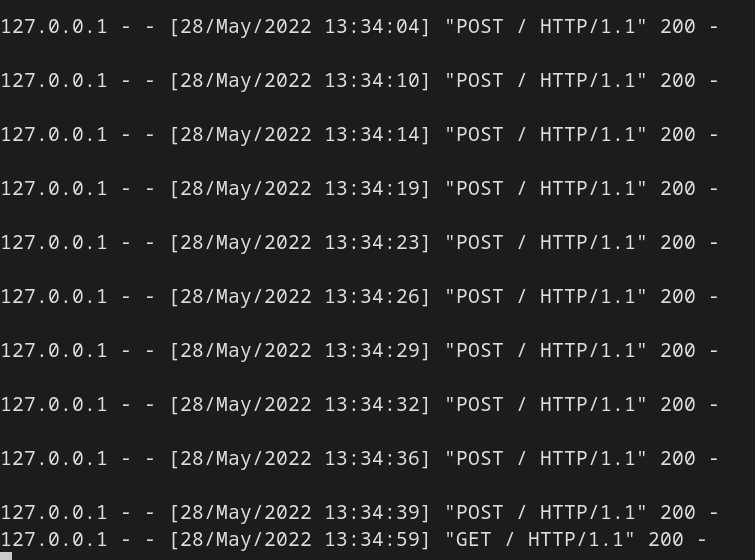 127.0.0.1 - - [28/May/2022 13:34:04] "POST / HTTP/1.1" 200 -
127.0.0.1 - - [28/May/2022 13:34:10] "POST / HTTP/1.1" 200 -
127.0.0.1 - - [28/May/2022 13:34:14] "POST / HTTP/1.1" 200 -
127.0.0.1 - - [28/May/2022 13:34:19] "POST / HTTP/1.1" 200 -
127.0.0.1 - - [28/May/2022 13:34:23] "POST / HTTP/1.1" 200 -
127.0.0.1 - - [28/May/2022 13:34:26] "POST / HTTP/1.1" 200 -
127.0.0.1 - - [28/May/2022 13:34:29] "POST / HTTP/1.1" 200 -
127.0.0.1 - - [28/May/2022 13:34:32] "POST / HTTP/1.1" 200 -
127.0.0.1 - - [28/May/2022 13:34:36] "POST / HTTP/1.1" 200 -
127.0.0.1 - - [28/May/2022 13:34:39] "POST / HTTP/1.1" 200 -
127.0.0.1 - - [28/May/2022 13:34:59] "GET / HTTP/1.1" 200 -